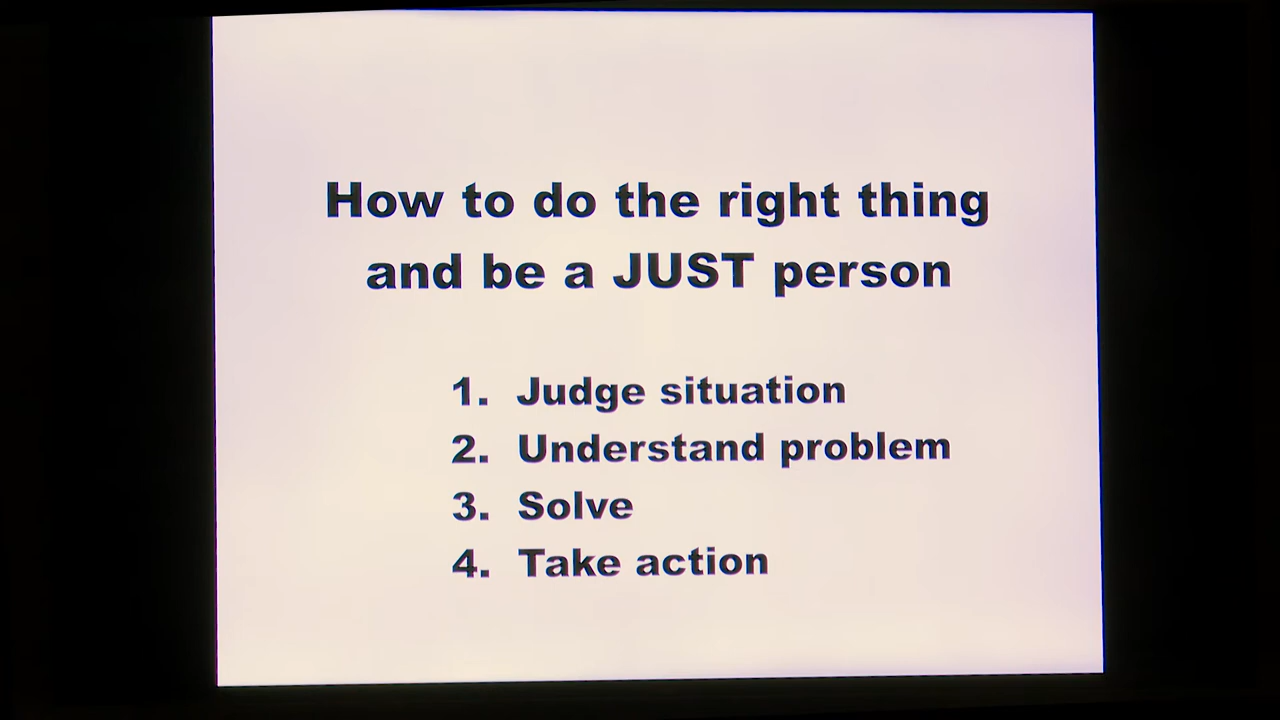 How to do the right thing
and be a JUST person
1. Judge situation
2. Understand problem
3. Solve
4. Take action